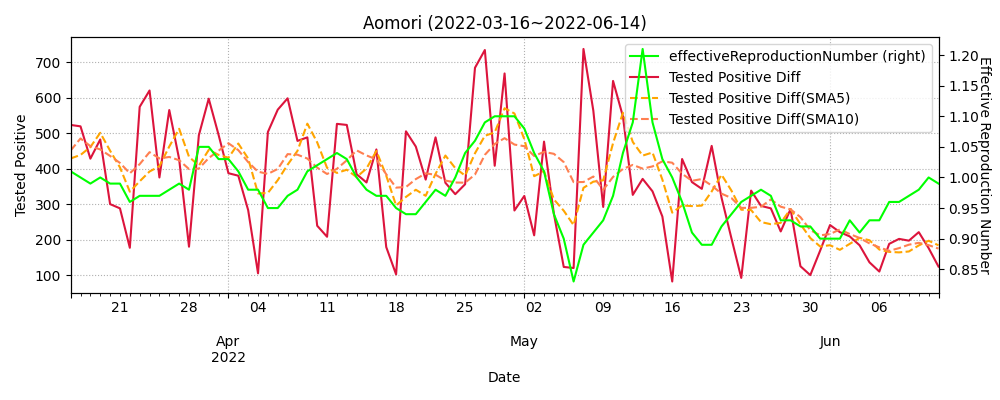 Aomori (2022-03-16~2022-06-14)
effectiveReproductionNumber (right)
Tested Positive Diff
Tested Positive Diff(SMA5)
Tested Positive Diff(SMA10)
Tested Positive
700
600
500
400
300
200
100
Effective Reproduction Number
1.20
1.15
1.10
1.05
1.00
0.95
0.90
0.85
21 28 04 11 18 25 02 09 16 23 30 06
Apr May Jun
2022
Date